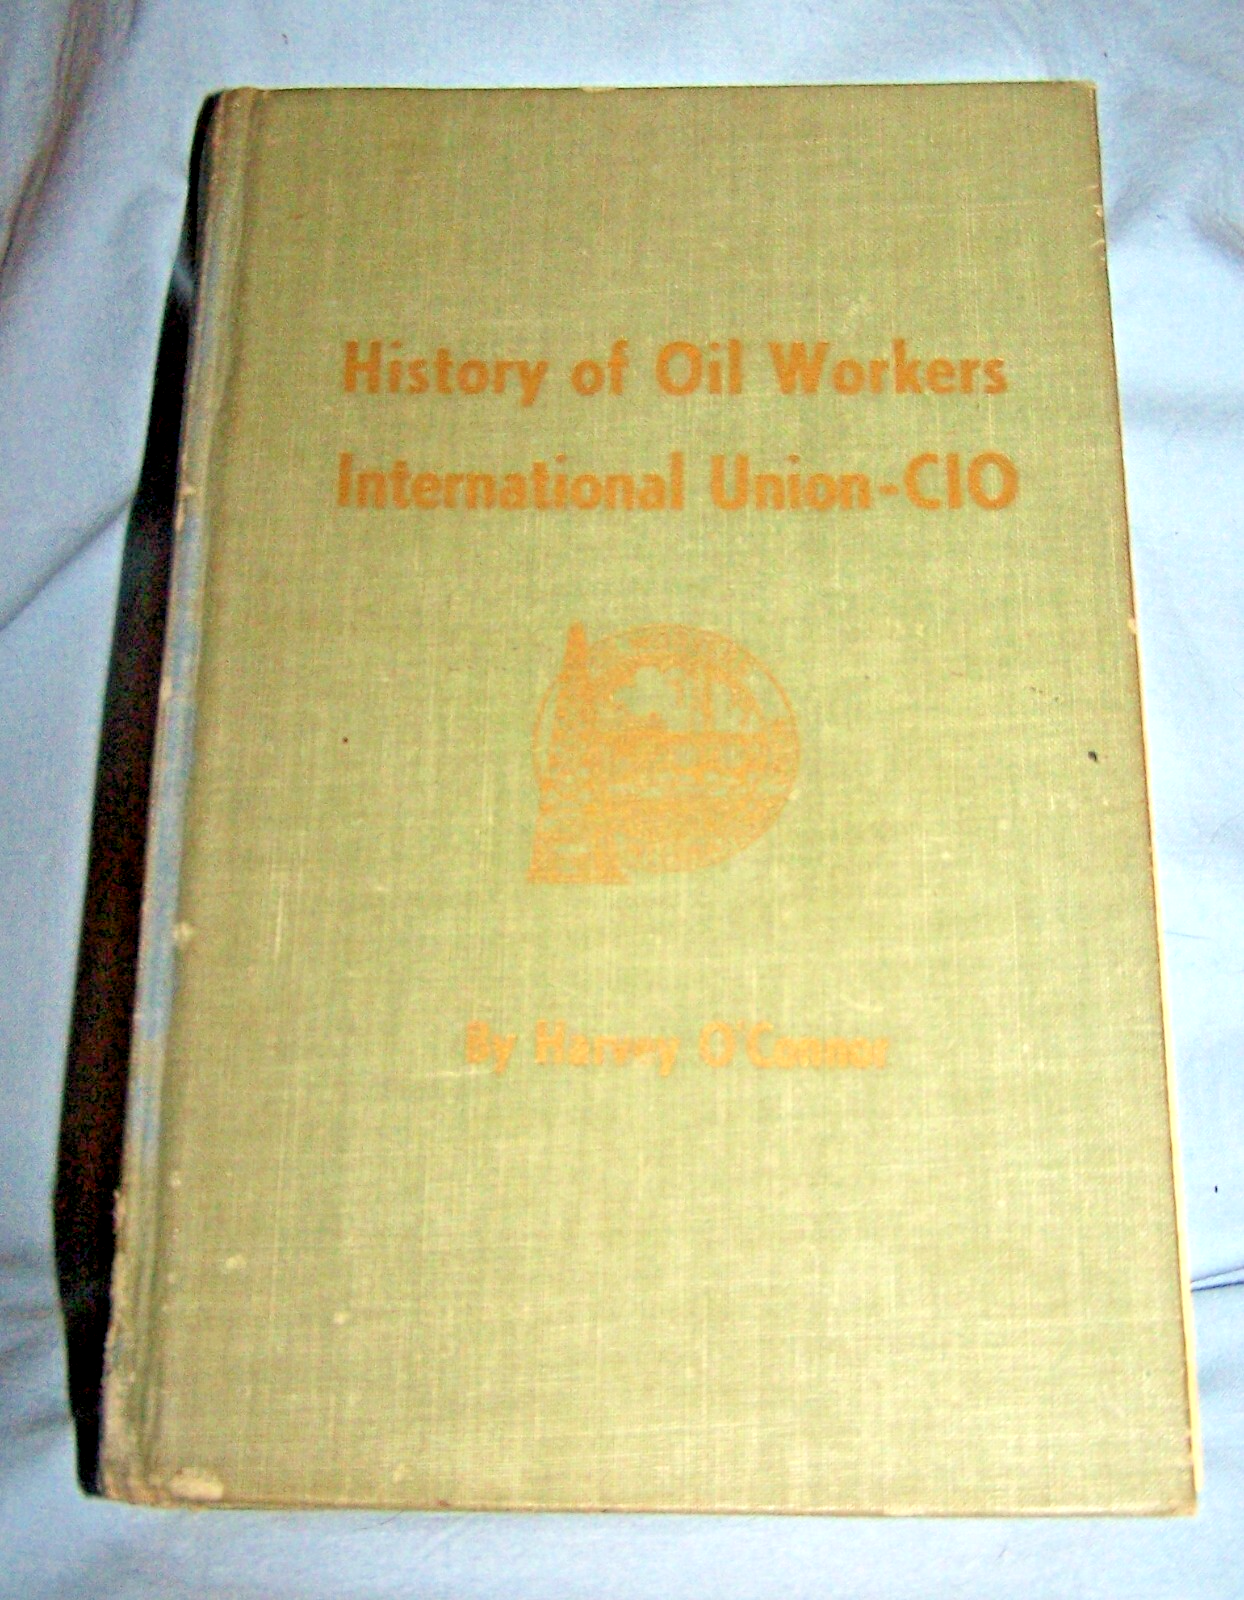 History of Oil Workers
International Union-CIO
By Harvey O'Connor